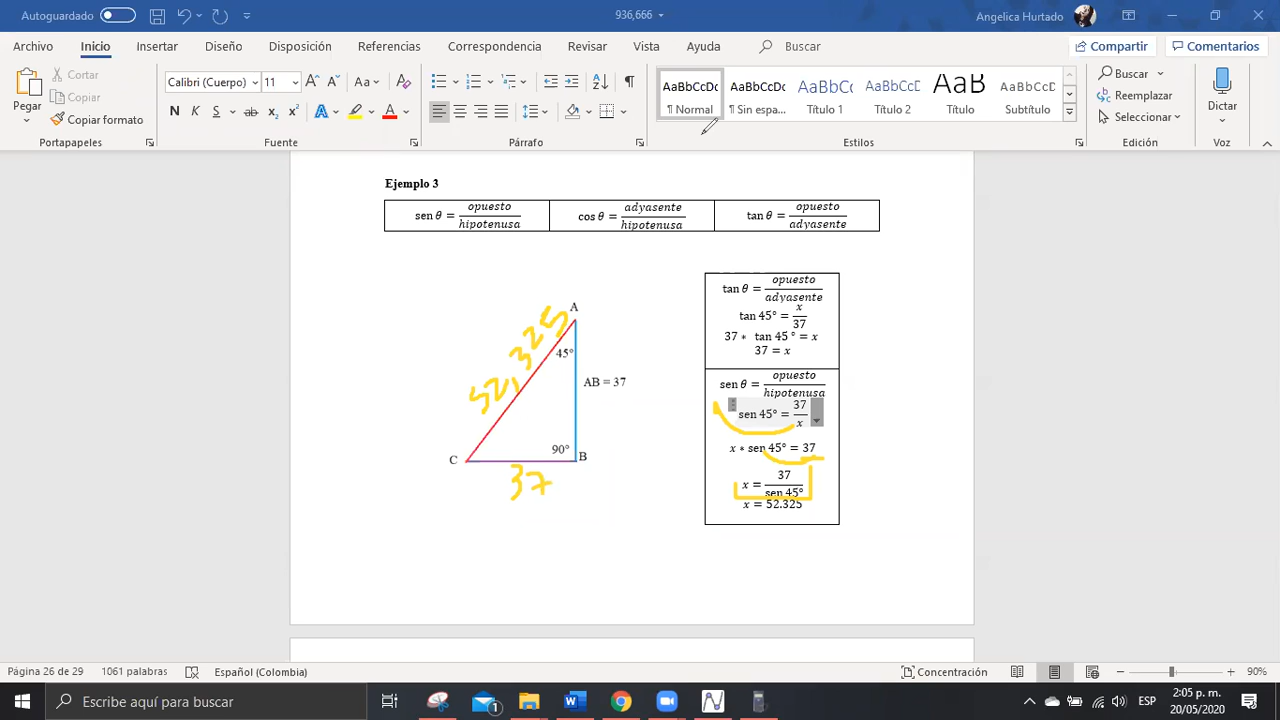 Autoguardado
936,666
Angelica Hurtado
Archivo Inicio Insertar Diseño Disposición Referencias Correspondencia Revisar Vista Ayuda Buscar Compartir Comentarios
Pegar
Cortar
Copiar
Copiar formato
Calibri (Cuerpo) 11
AaBbCcDc AaBbCcDc AaBbCc AaBbCcD AaB AaBbCcD
¶ Normal ¶ Sin espa... Título 1 Título 2 Título Subtítulo
Buscar
Reemplazar
Seleccionar
Dictar
Portapapeles Fuente Párrafo Estilos Edición Voz
Ejemplo 3
sen θ = opuesto/hipotenusa cos θ = adyasente/hipotenusa tan θ = opuesto/adyasente
A
45°
AB = 37
90°
B
C
521,325
37
tan θ = opuesto/adyasente
tan 45° = x/37
37 * tan 45° = x
37 = x
sen θ = opuesto/hipotenusa
sen 45° = 37/x
x * sen 45° = 37
x = 37/sen 45°
x = 52.325
Página 26 de 29 1061 palabras Español (Colombia) Concentración 90%
Escribe aquí para buscar
1
ESP
2:05 p. m.
20/05/2020